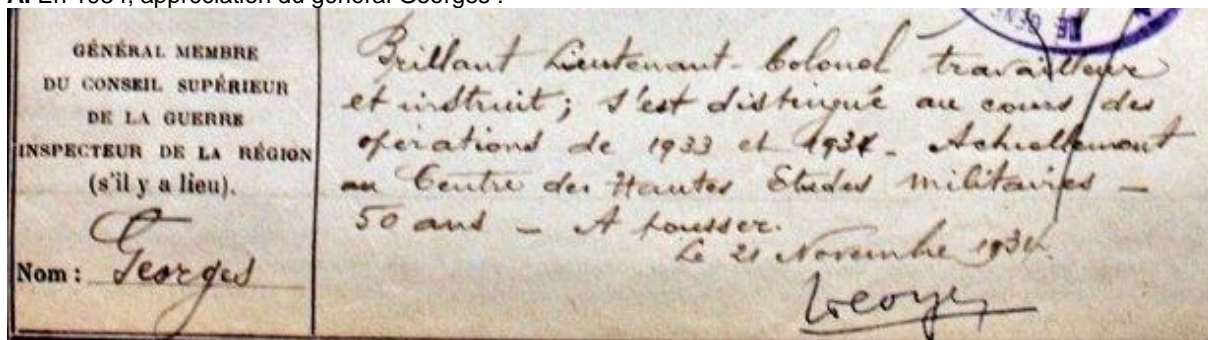 A. En 1934, appréciation du général Georges :
GÉNÉRAL MEMBRE
DU CONSEIL SUPÉRIEUR
DE LA GUERRE
INSPECTEUR DE LA RÉGION
(s'il y a lieu).
Nom : Georges
Brillant Lieutenant-Colonel travailleur
et instruit ; s'est distingué au cours des
opérations de 1933 et 1934 _ Actuellement
au Centre des Hautes Etudes militaires _
50 ans _ A pousser.
Le 21 Novembre 1934.
Georges